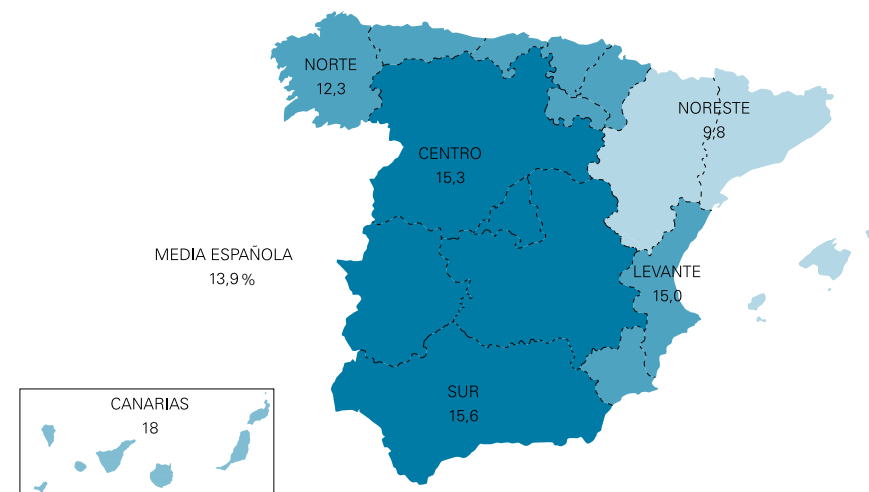 NORTE
12,3
NORESTE
9,8
CENTRO
15,3
MEDIA ESPAÑOLA
13,9 %
LEVANTE
15,0
SUR
15,6
CANARIAS
18